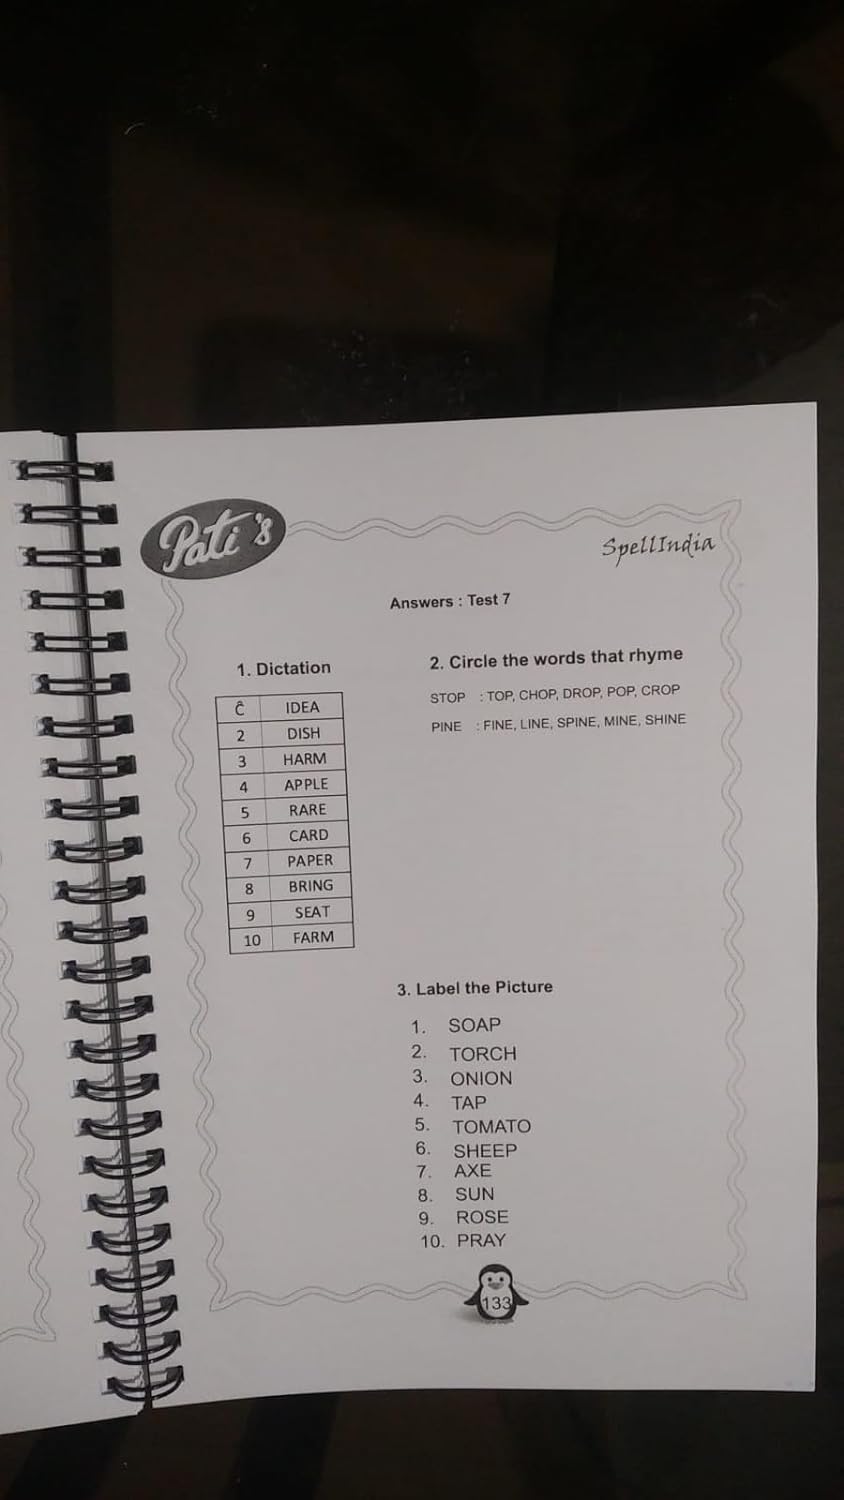 Pati's
SpellIndia
Answers : Test 7
1. Dictation
Ĉ IDEA
2 DISH
3 HARM
4 APPLE
5 RARE
6 CARD
7 PAPER
8 BRING
9 SEAT
10 FARM
2. Circle the words that rhyme
STOP : TOP, CHOP, DROP, POP, CROP
PINE : FINE, LINE, SPINE, MINE, SHINE
3. Label the Picture
1. SOAP
2. TORCH
3. ONION
4. TAP
5. TOMATO
6. SHEEP
7. AXE
8. SUN
9. ROSE
10. PRAY
133